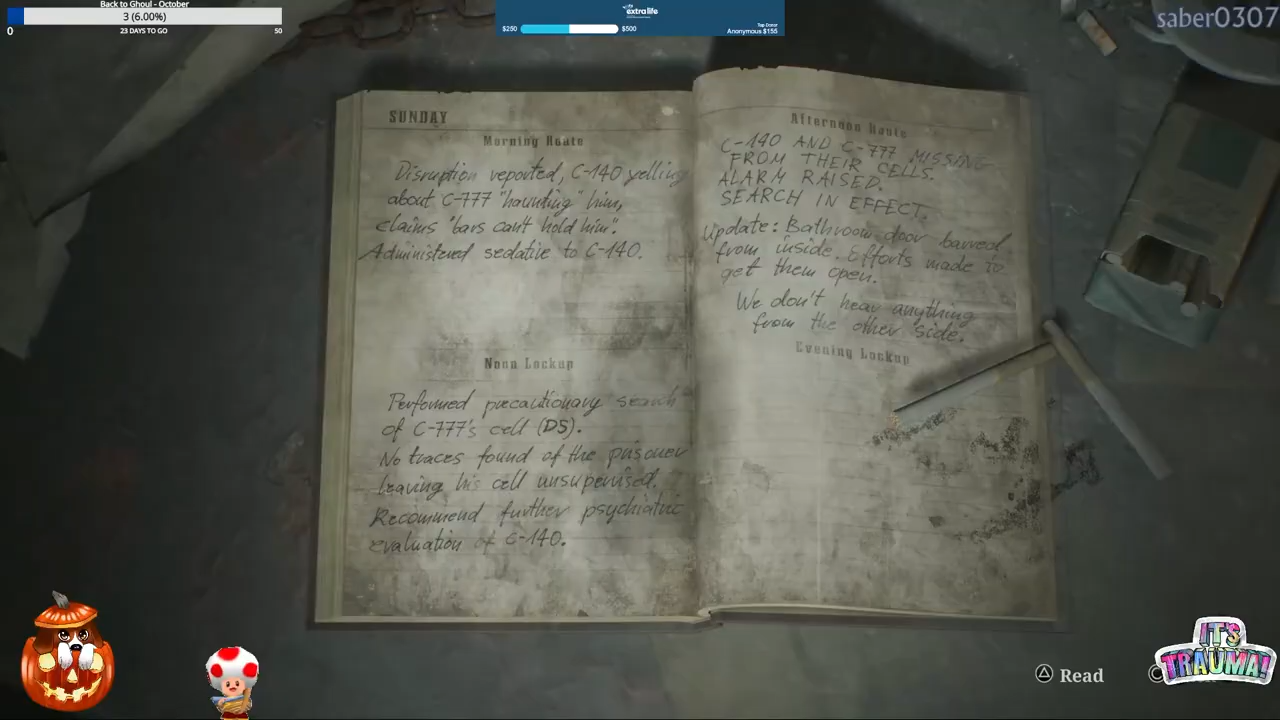 Back to Ghoul - October
3 (6.00%)
0
23 DAYS TO GO
50
extralife
$250
$500
Top Donor
Anonymous $155
saber0307
SUNDAY
Morning Route
Disruption reported, C-140 yelling
about C-777 "haunting" him,
claims "bars can't hold him".
Administered sedative to C-140.
Noon Lockup
Performed precautionary search
of C-777's cell (D5).
No traces found of the prisoner
leaving his cell unsupervised.
Recommend further psychiatric
evaluation of C-140.
Afternoon Route
C-140 AND C-777 MISSING
FROM THEIR CELLS.
ALARM RAISED.
SEARCH IN EFFECT.
Update: Bathroom door barred
from inside. Efforts made to
get them open.
We don't hear anything
from the other side.
Evening Lockup
Read
IT'S
TRAUMA!